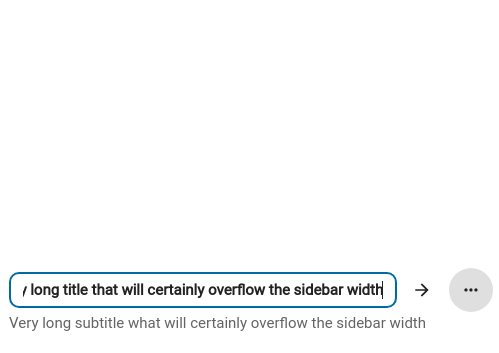 long title that will certainly overflow the sidebar width
Very long subtitle what will certainly overflow the sidebar width